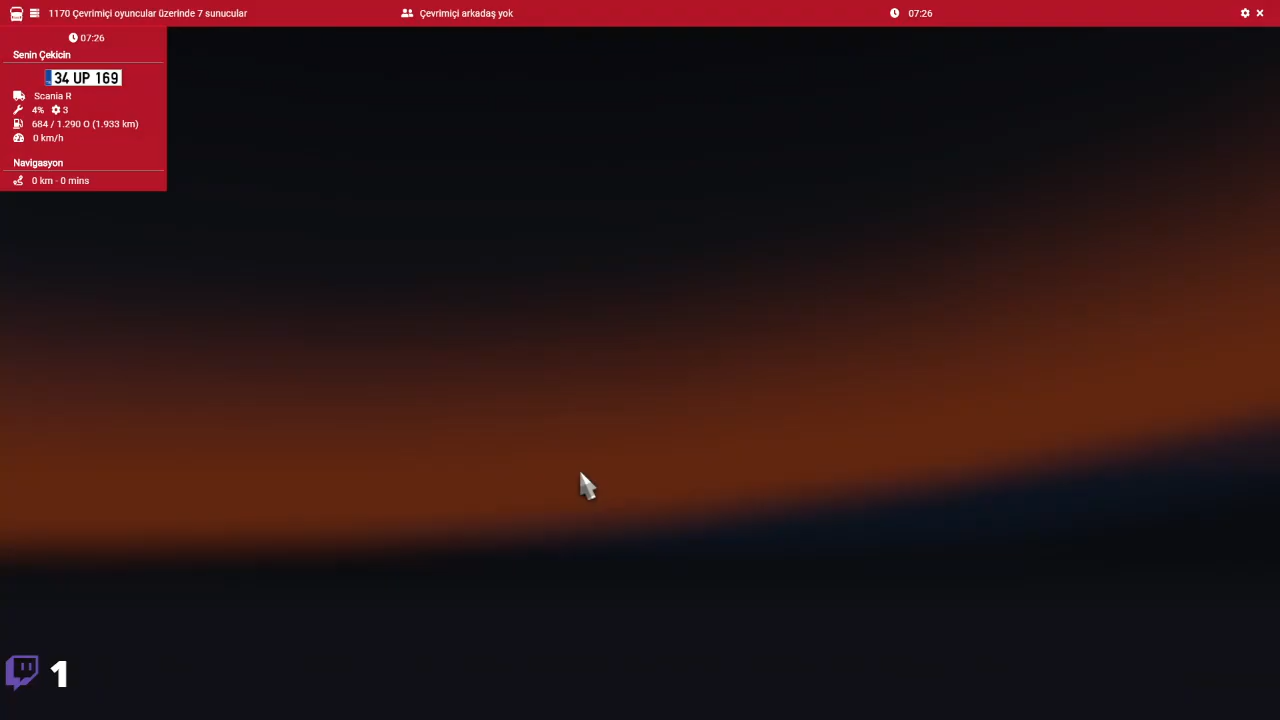 1170 Çevrimiçi oyuncular üzerinde 7 sunucular
Çevrimiçi arkadaş yok
07:26
07:26
Senin Çekicin
34 UP 169
Scania R
4% 3
684 / 1.290 O (1.933 km)
0 km/h
Navigasyon
0 km - 0 mins
1